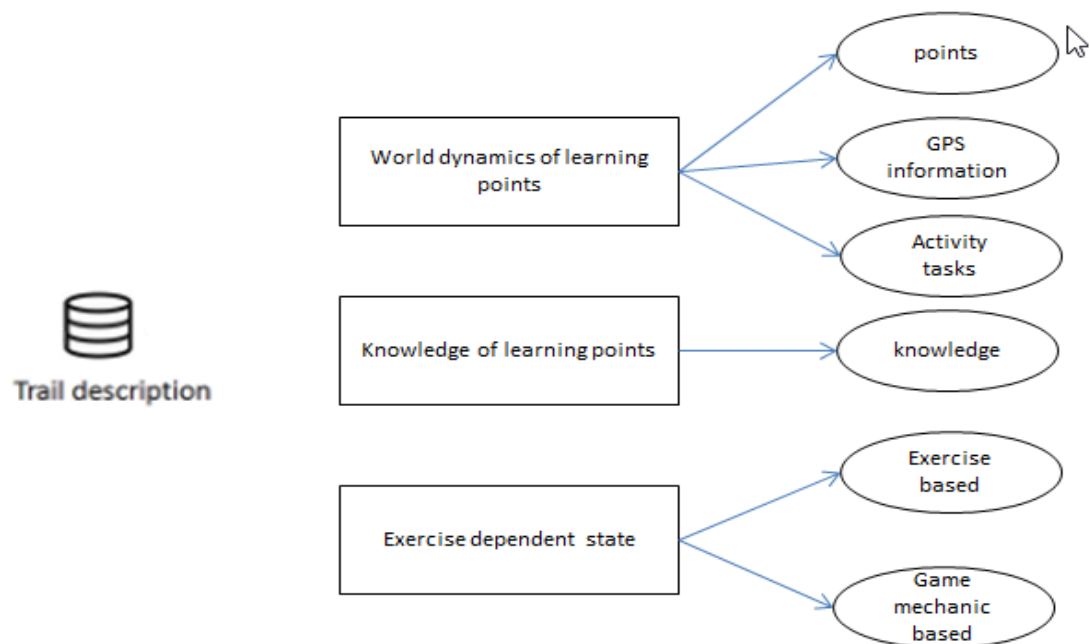 points
World dynamics of learning
points
GPS
information
Activity
tasks
Trail description
Knowledge of learning points
knowledge
Exercise
based
Exercise dependent  state
Game
mechanic
based